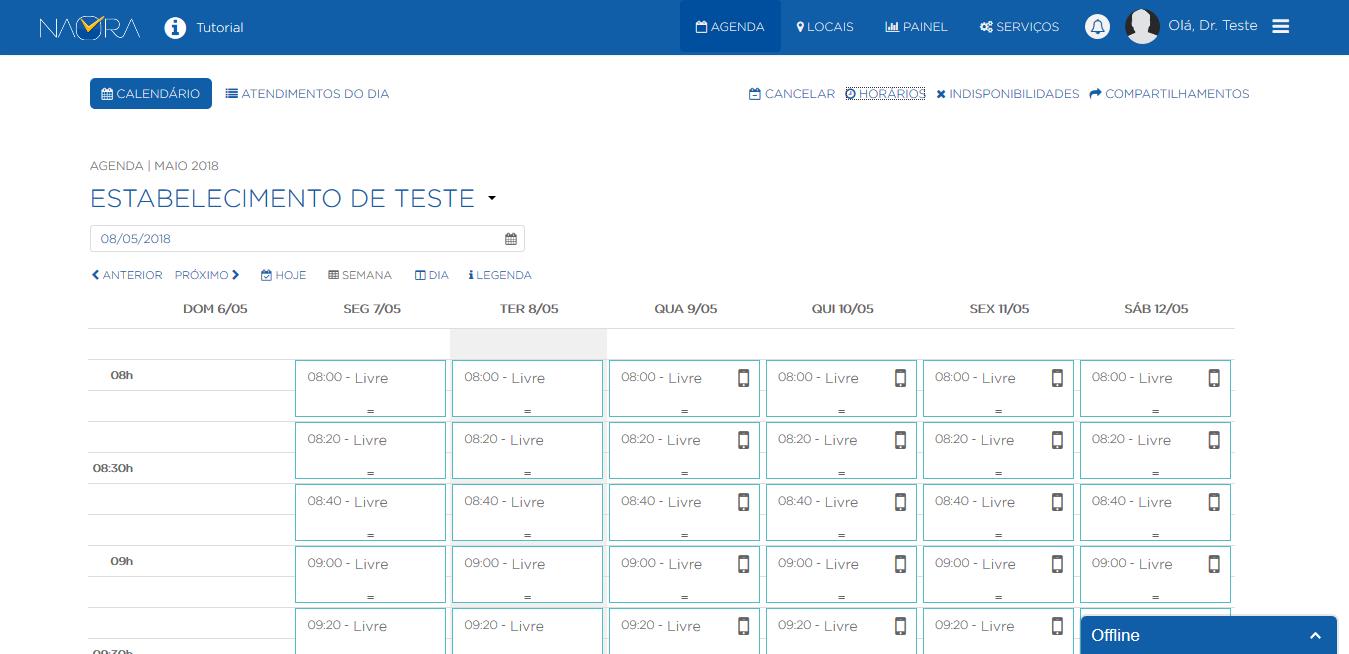 NAORA Tutorial AGENDA LOCAIS PAINEL SERVIÇOS Olá, Dr. Teste
CALENDÁRIO ATENDIMENTOS DO DIA CANCELAR HORÁRIOS INDISPONIBILIDADES COMPARTILHAMENTOS
AGENDA | MAIO 2018
ESTABELECIMENTO DE TESTE
08/05/2018
ANTERIOR PRÓXIMO HOJE SEMANA DIA LEGENDA
DOM 6/05 SEG 7/05 TER 8/05 QUA 9/05 QUI 10/05 SEX 11/05 SÁB 12/05
08h 08:00 - Livre 08:00 - Livre 08:00 - Livre 08:00 - Livre 08:00 - Livre 08:00 - Livre
= = = = = =
08:20 - Livre 08:20 - Livre 08:20 - Livre 08:20 - Livre 08:20 - Livre 08:20 - Livre
08:30h = = = = = =
08:40 - Livre 08:40 - Livre 08:40 - Livre 08:40 - Livre 08:40 - Livre 08:40 - Livre
= = = = = =
09h 09:00 - Livre 09:00 - Livre 09:00 - Livre 09:00 - Livre 09:00 - Livre 09:00 - Livre
= = = = = =
09:20 - Livre 09:20 - Livre 09:20 - Livre 09:20 - Livre 09:20 - Livre
Offline
09:30h